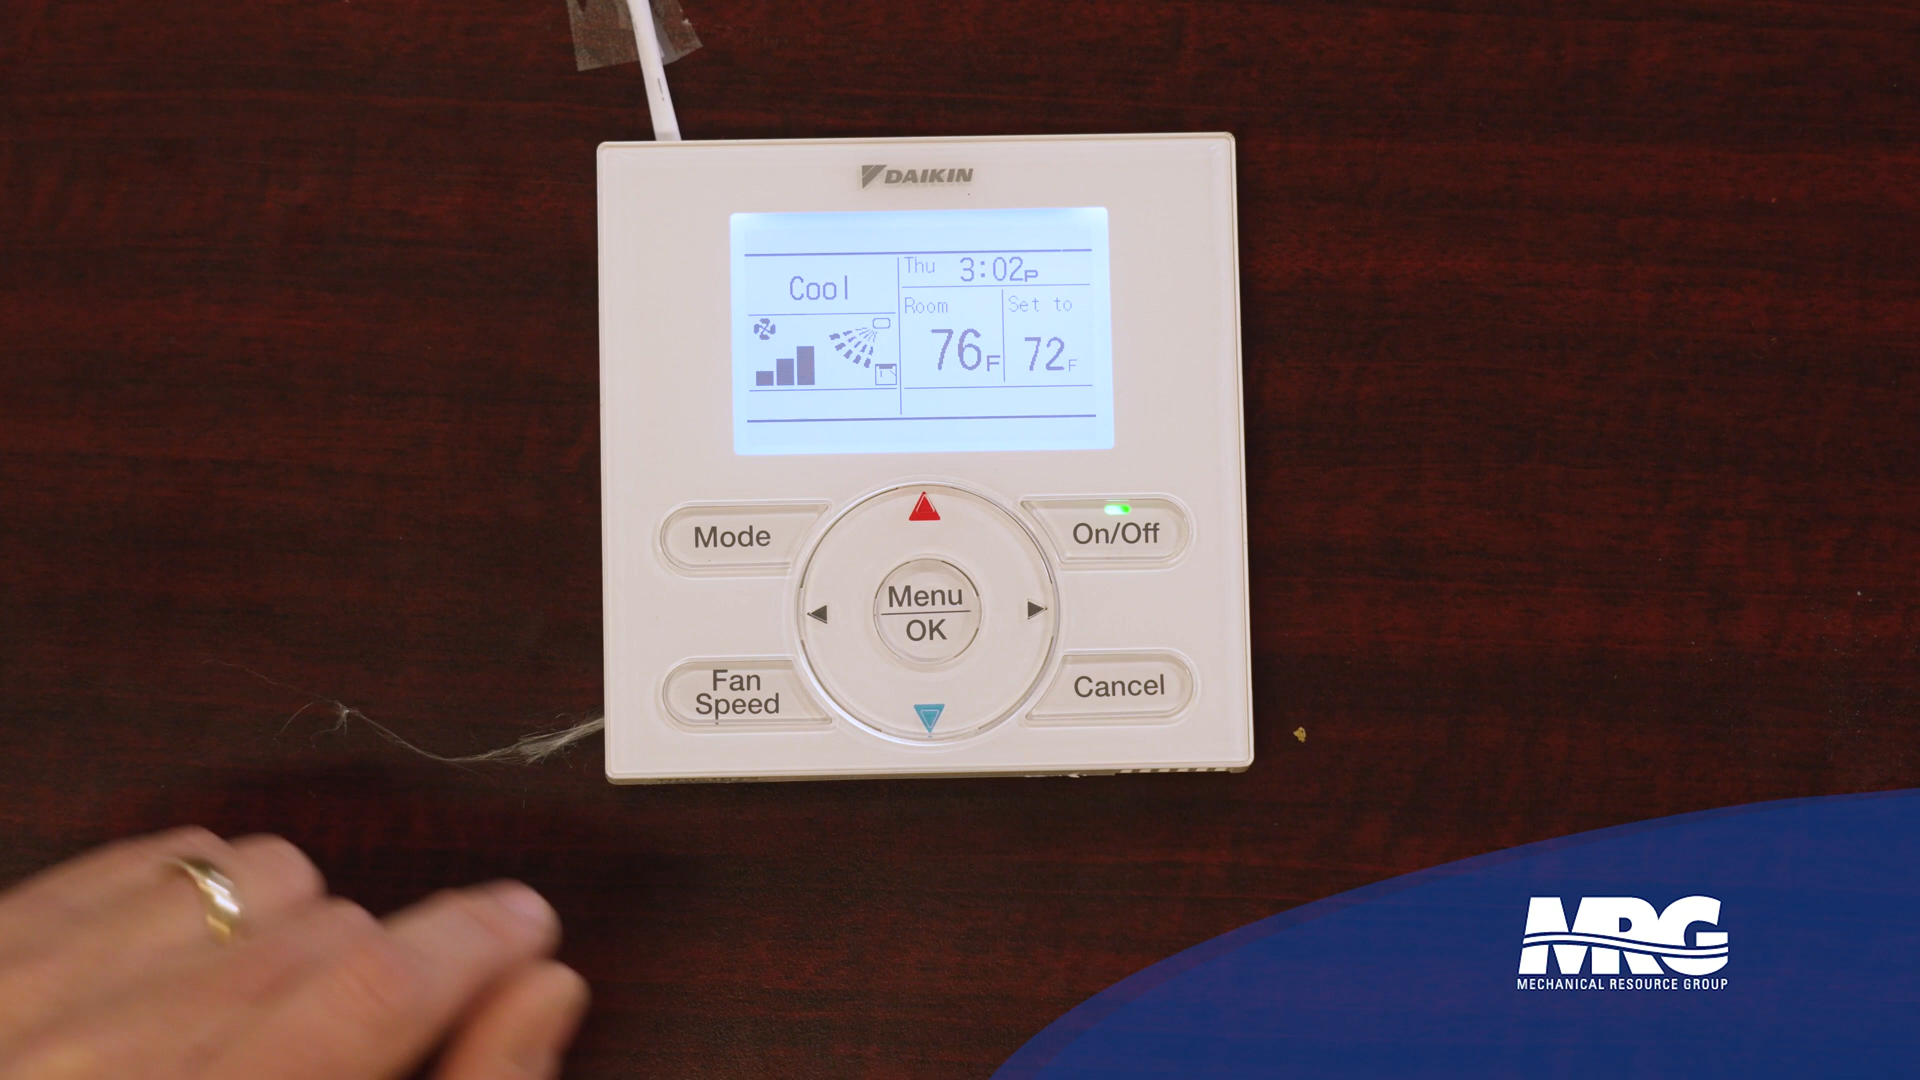 DAIKIN
Cool
Thu 3:02P
Room
Set to
76F
72F
Mode
On/Off
Menu
OK
Fan
Speed
Cancel
MRG
MECHANICAL RESOURCE GROUP